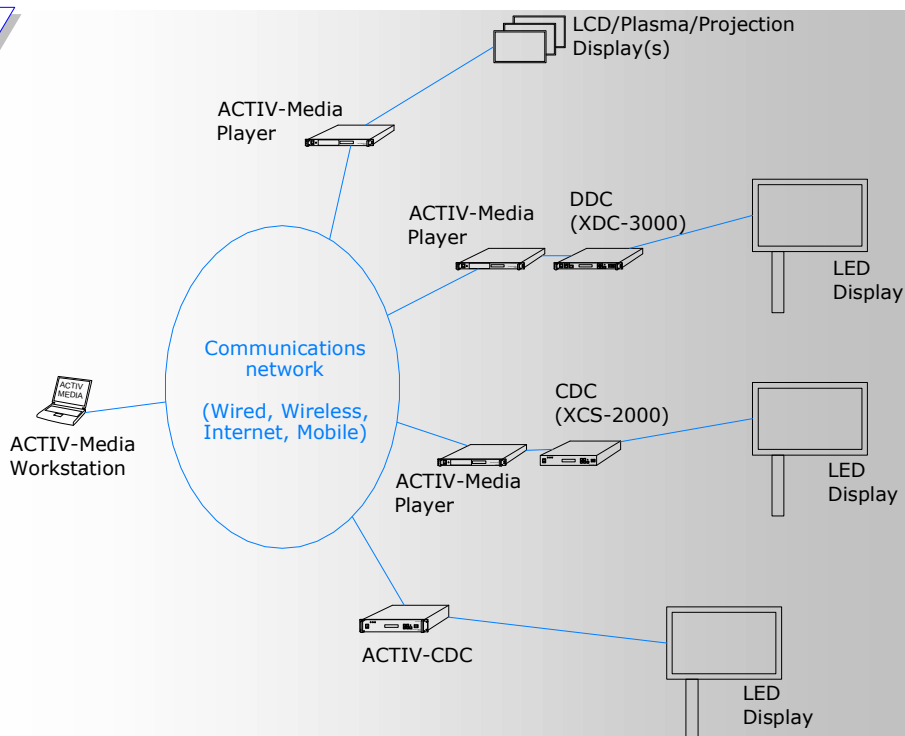 LCD/Plasma/Projection
Display(s)
ACTIV-Media
Player
DDC
(XDC-3000)
ACTIV-Media
Player
LED
Display
Communications
network
(Wired, Wireless,
Internet, Mobile)
ACTIV
MEDIA
ACTIV-Media
Workstation
CDC
(XCS-2000)
ACTIV-Media
Player
LED
Display
ACTIV-CDC
LED
Display